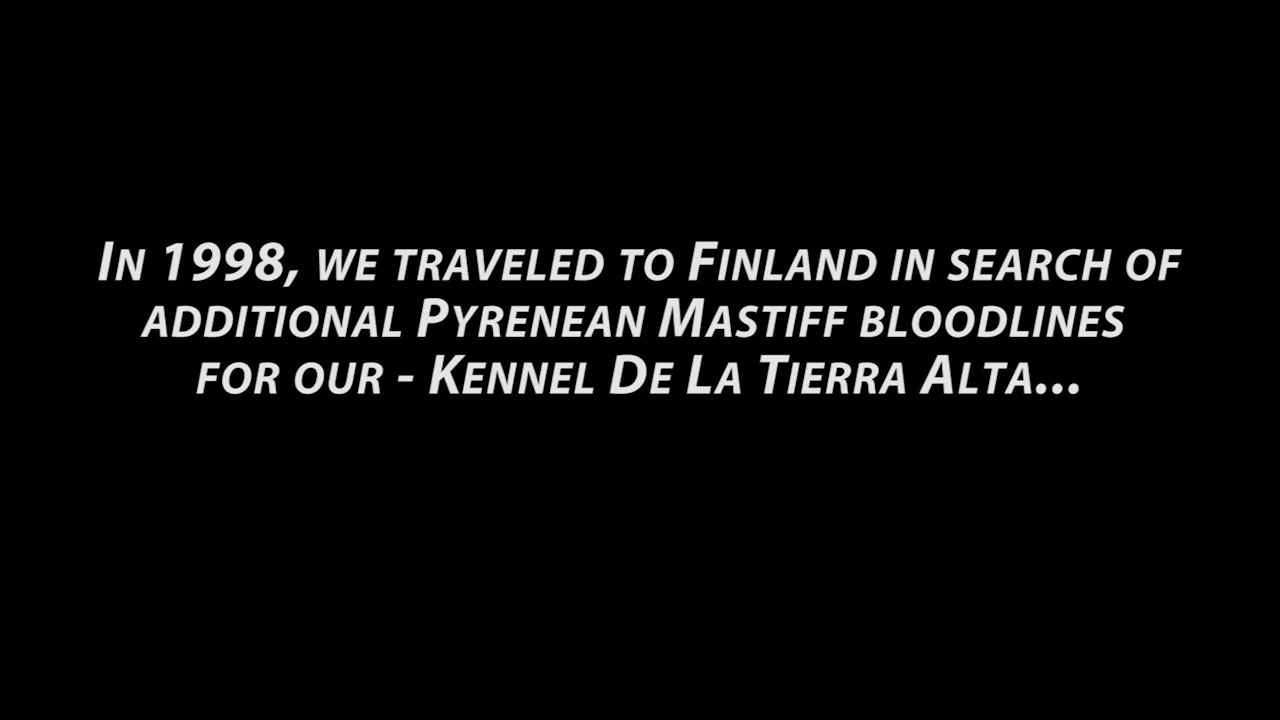 In 1998, we traveled to Finland in search of
additional Pyrenean Mastiff bloodlines
for our - Kennel De La Tierra Alta...